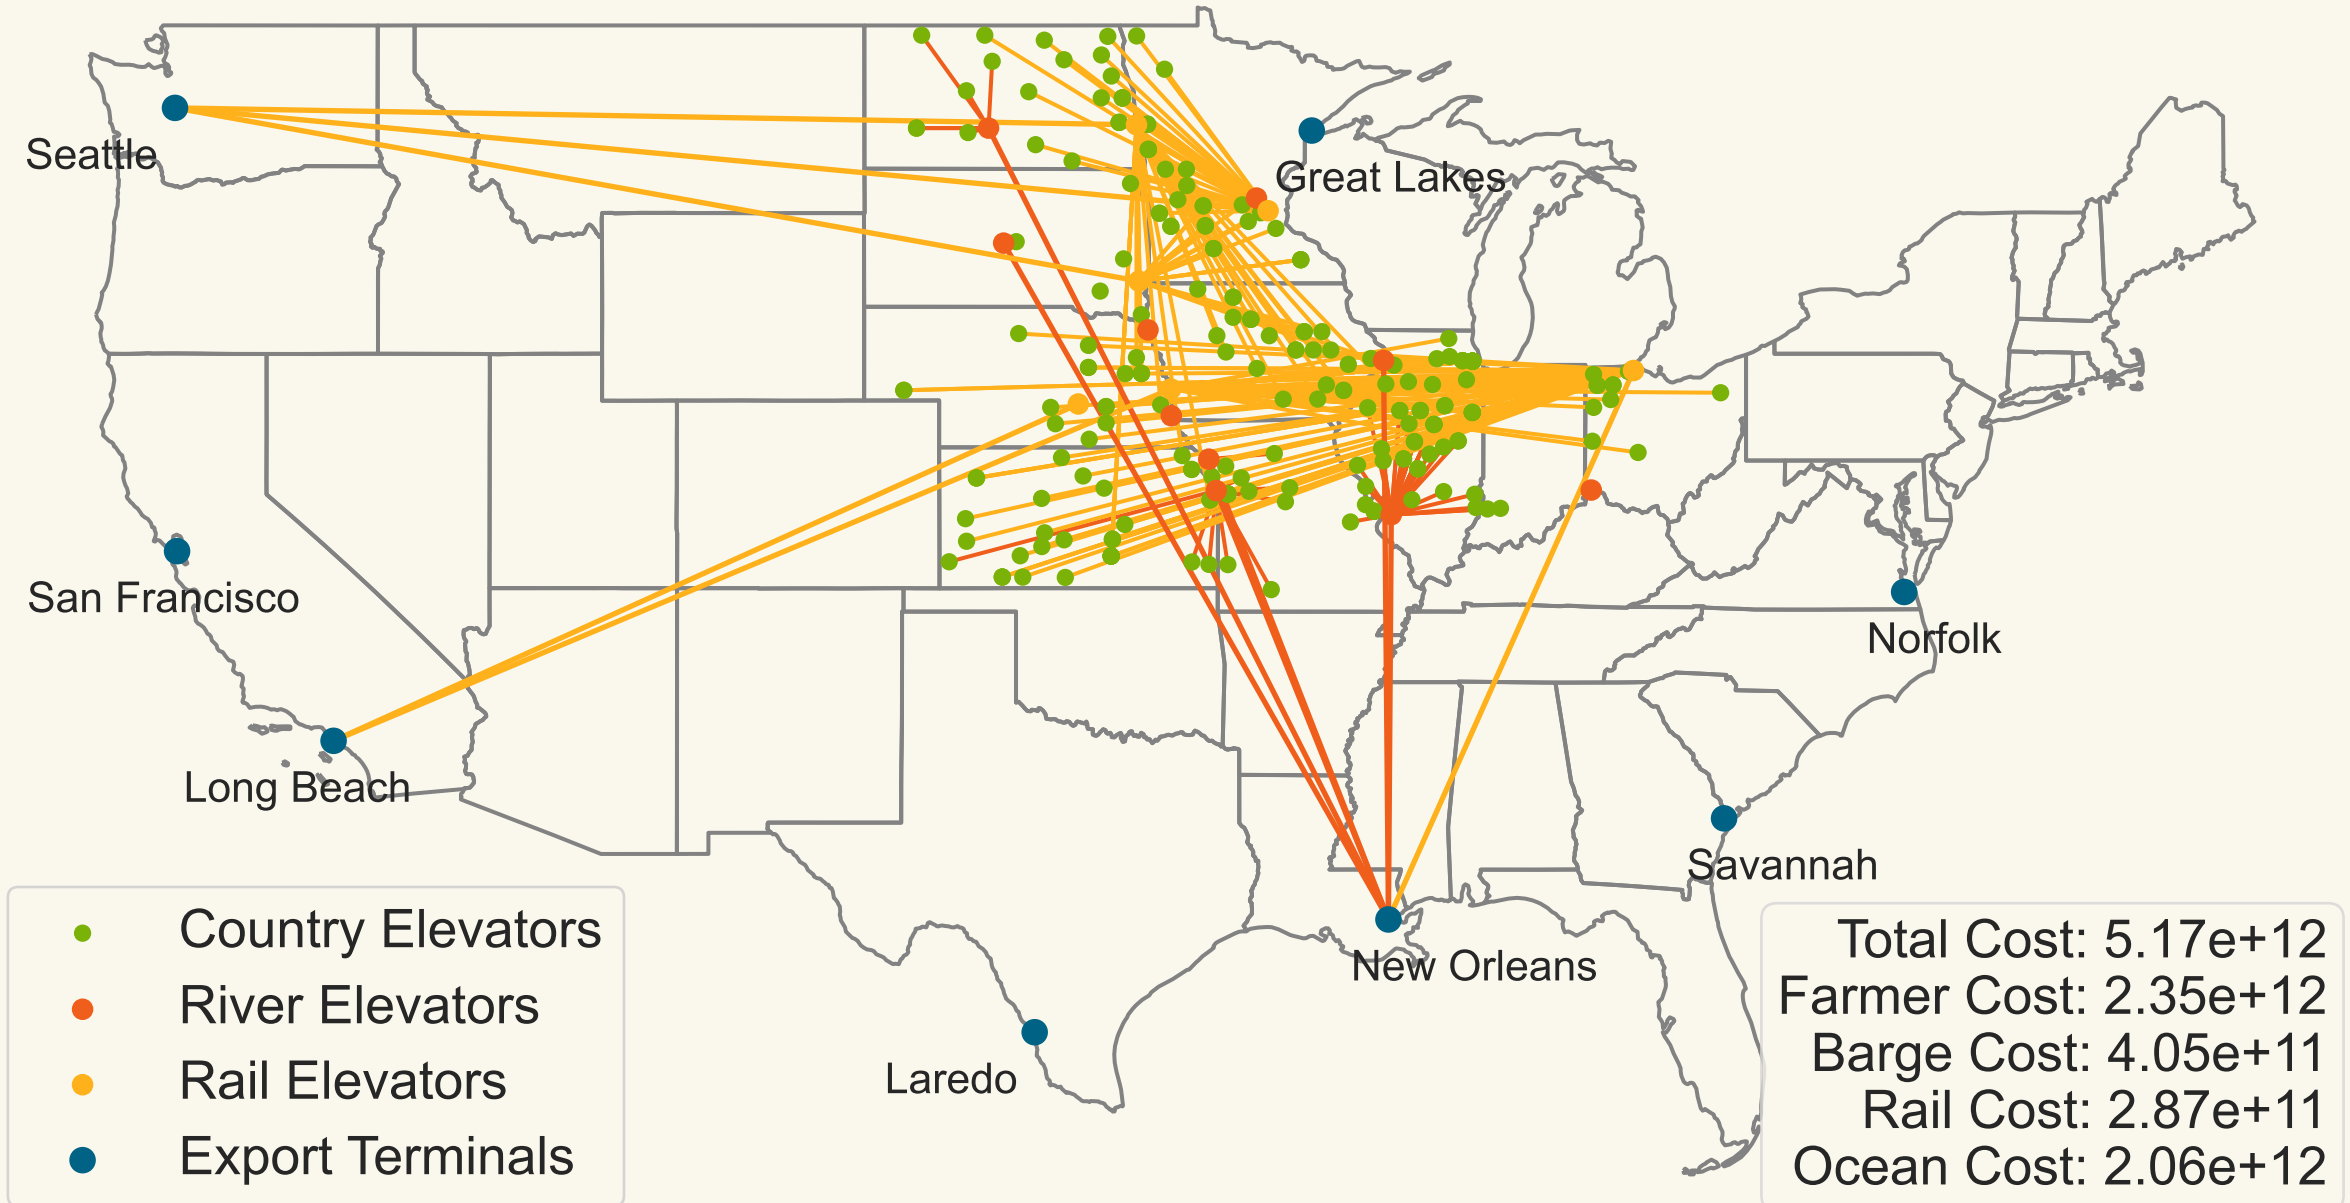 Seattle
Great Lakes
San Francisco
Norfolk
Long Beach
Savannah
New Orleans
Laredo
Country Elevators
River Elevators
Rail Elevators
Export Terminals
Total Cost: 5.17e+12
Farmer Cost: 2.35e+12
Barge Cost: 4.05e+11
Rail Cost: 2.87e+11
Ocean Cost: 2.06e+12